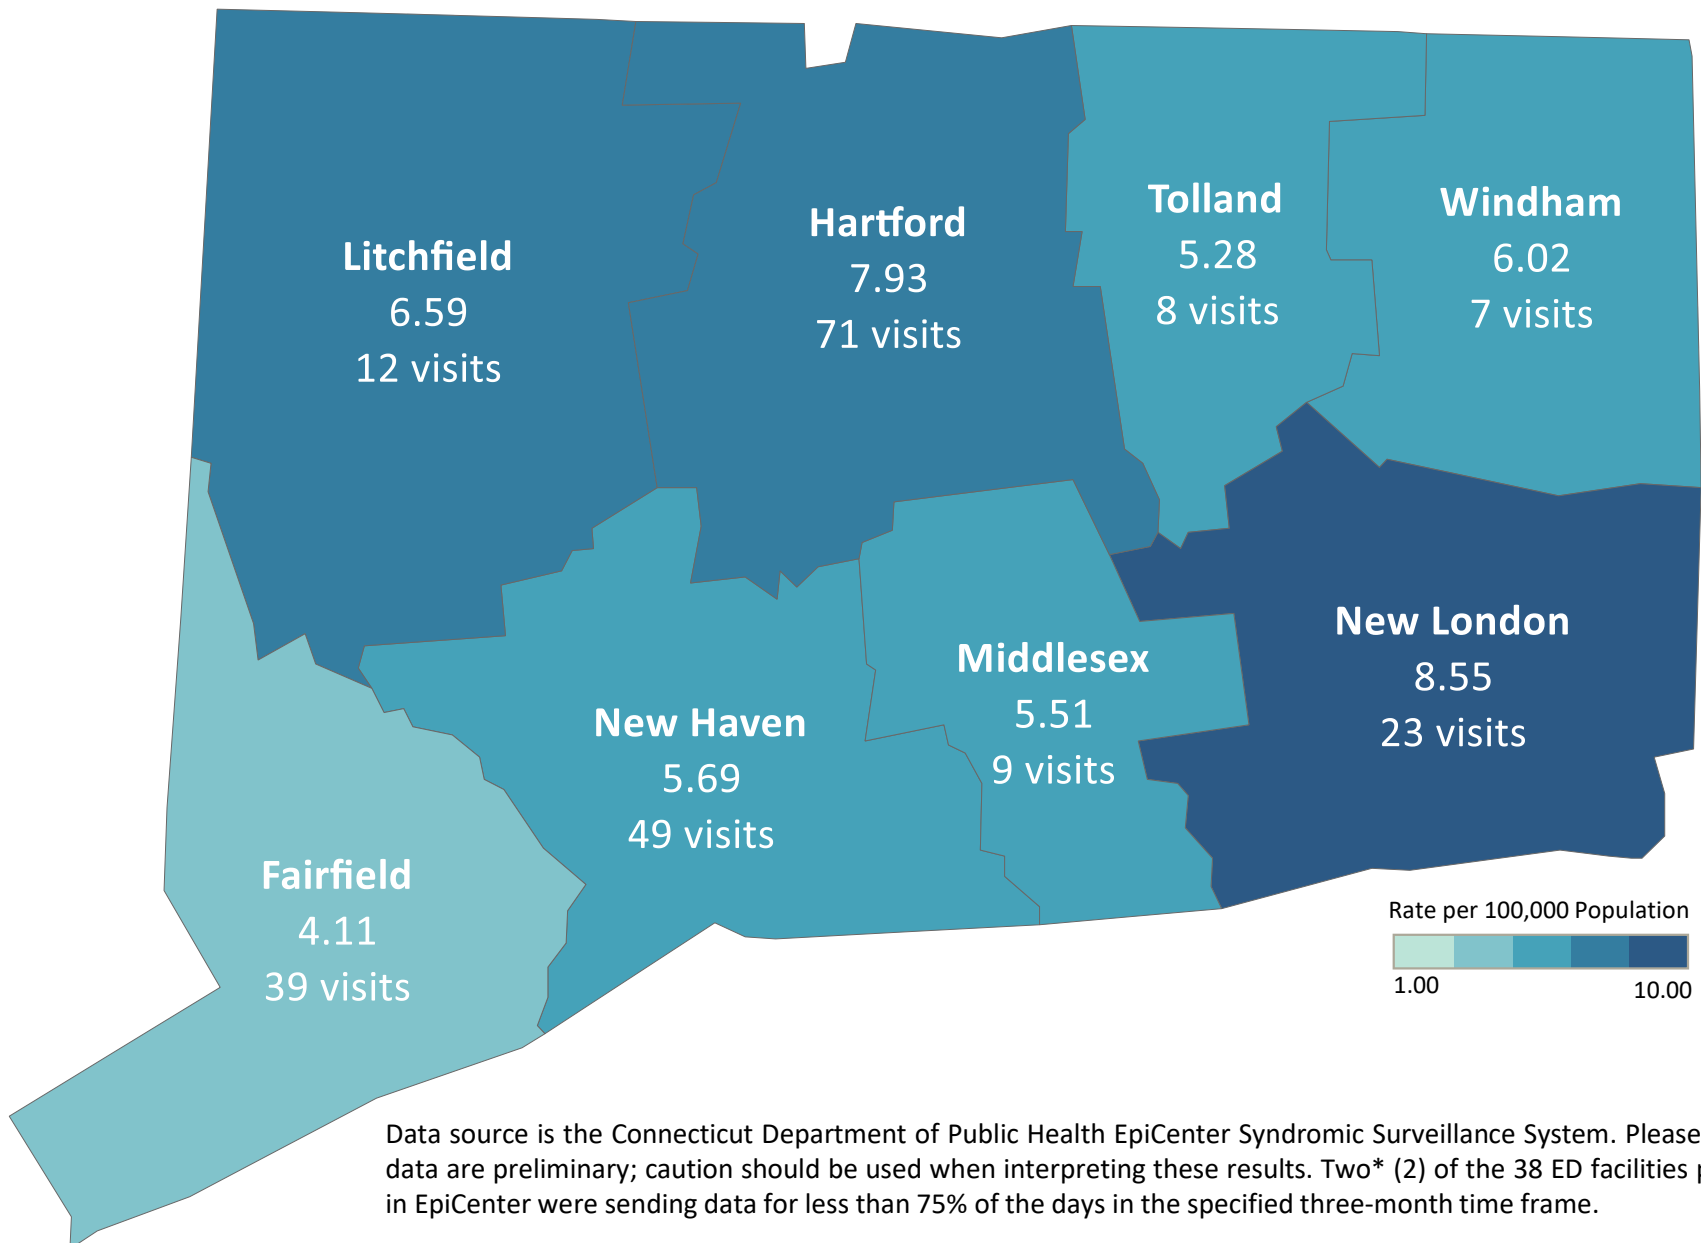 Litchfield
6.59
12 visits
Hartford
7.93
71 visits
Tolland
5.28
8 visits
Windham
6.02
7 visits
New Haven
5.69
49 visits
Middlesex
5.51
9 visits
New London
8.55
23 visits
Fairfield
4.11
39 visits
Rate per 100,000 Population
1.00 10.00
Data source is the Connecticut Department of Public Health EpiCenter Syndromic Surveillance System. Please
data are preliminary; caution should be used when interpreting these results. Two* (2) of the 38 ED facilities
in EpiCenter were sending data for less than 75% of the days in the specified three-month time frame.